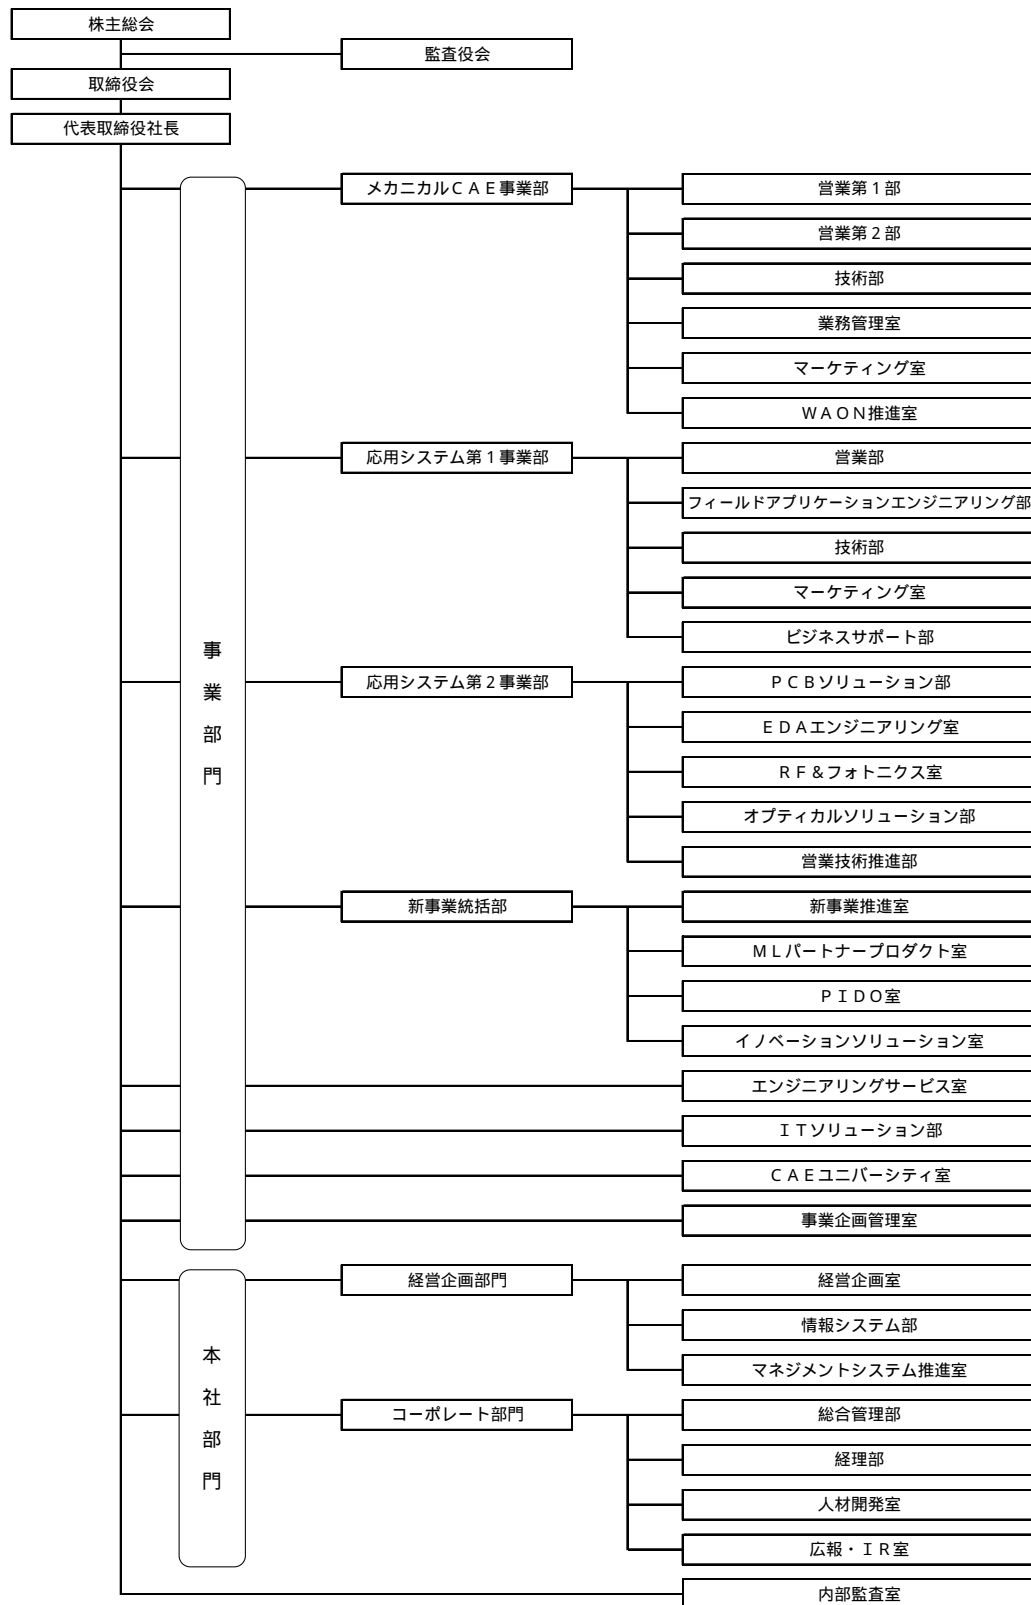 株主総会
監査役会
取締役会
代表取締役社長
事業部門
メカニカルCAE事業部
営業第1部
営業第2部
技術部
業務管理室
マーケティング室
WAON推進室
応用システム第1事業部
営業部
フィールドアプリケーションエンジニアリング部
技術部
マーケティング室
ビジネスサポート部
応用システム第2事業部
PCBソリューション部
EDAエンジニアリング室
RF&フォトニクス室
オプティカルソリューション部
営業技術推進部
新事業統括部
新事業推進室
MLパートナープロダクト室
PIDO室
イノベーションソリューション室
エンジニアリングサービス室
ITソリューション部
CAEユニバーシティ室
事業企画管理室
本社部門
経営企画部門
経営企画室
情報システム部
マネジメントシステム推進室
コーポレート部門
総合管理部
経理部
人材開発室
広報・IR室
内部監査室